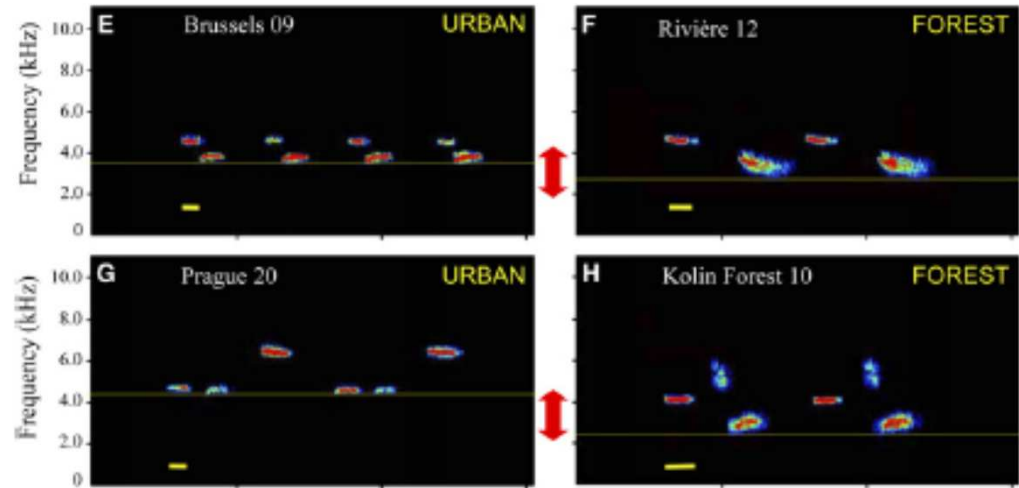 E Brussels 09 URBAN
F Rivière 12 FOREST
Frequency (kHz)
10.0
8.0
6.0
4.0
2.0
0
G Prague 20 URBAN
H Kolin Forest 10 FOREST
Frequency (kHz)
10.0
8.0
6.0
4.0
2.0
0